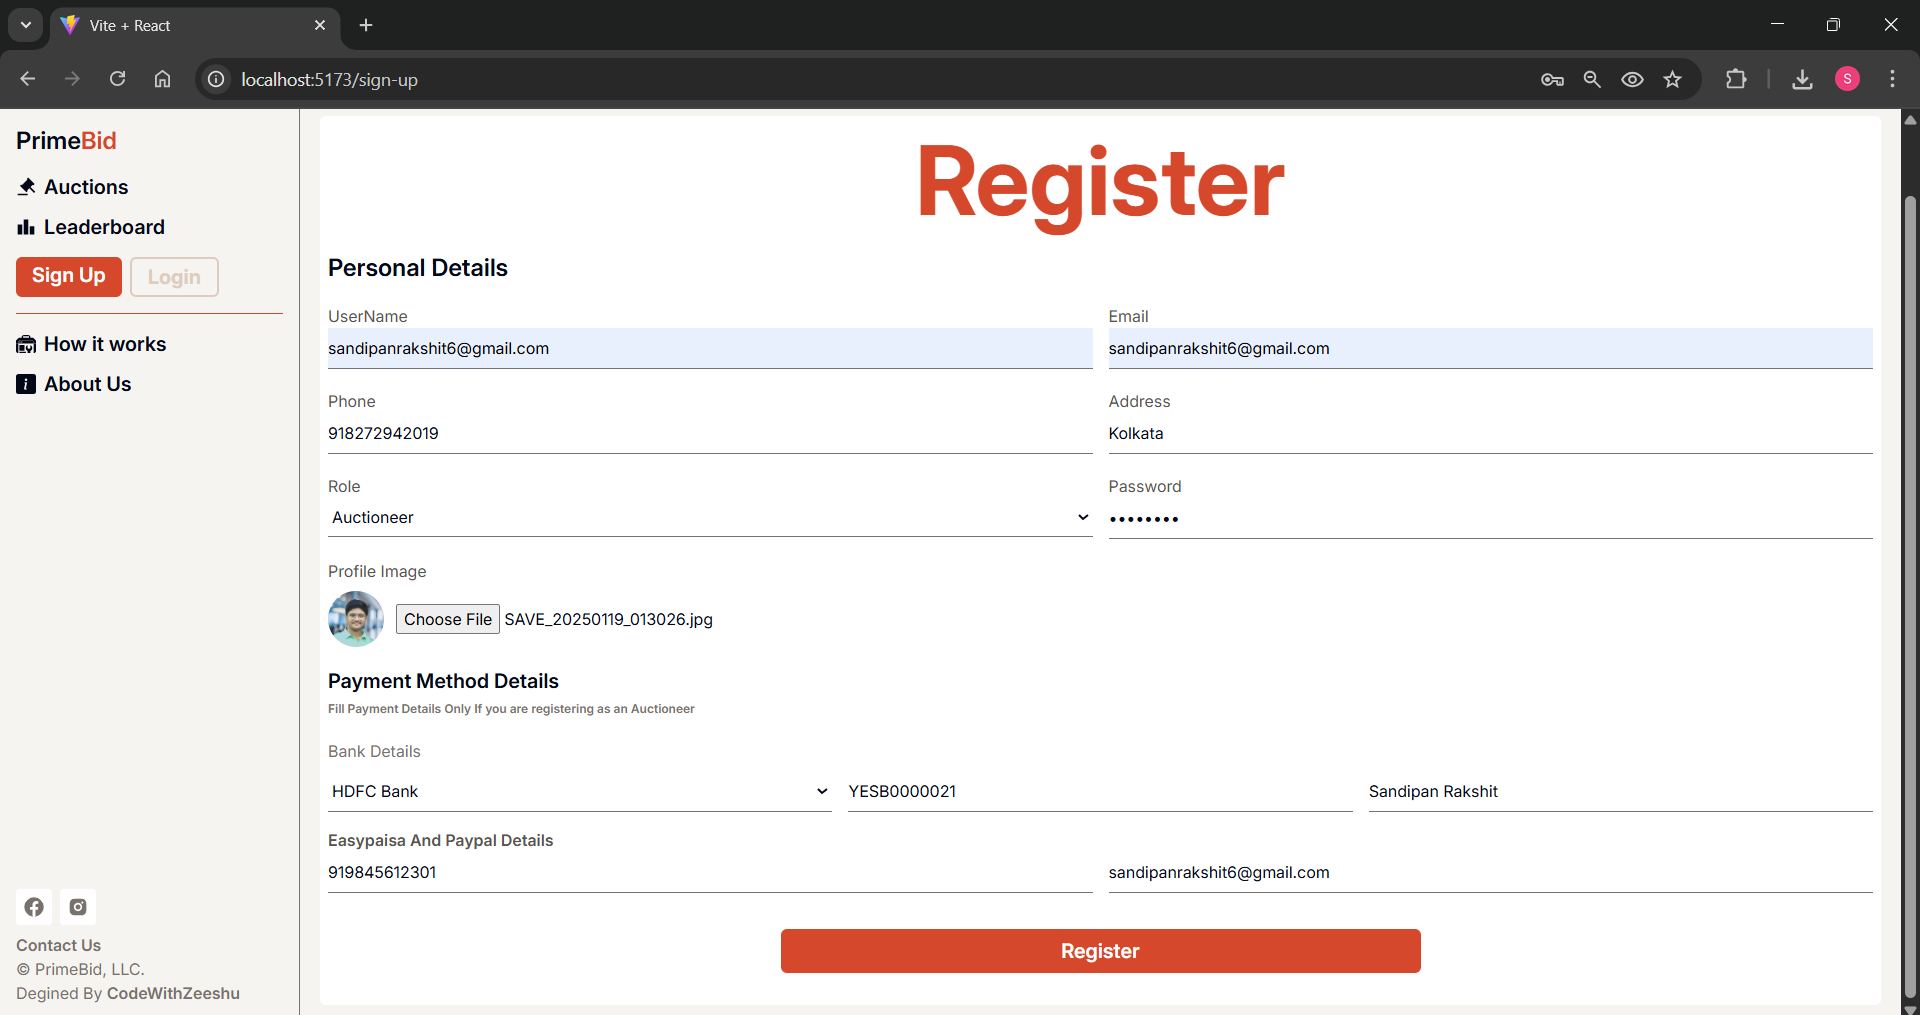 Vite + React
localhost:5173/sign-up
S
PrimeBid
Auctions
Leaderboard
Sign Up
Login
How it works
About Us
Contact Us
© PrimeBid, LLC.
Degined By CodeWithZeeshu
Register
Personal Details
UserName
sandipanrakshit6@gmail.com
Email
sandipanrakshit6@gmail.com
Phone
918272942019
Address
Kolkata
Role
Auctioneer
Password
••••••••
Profile Image
Choose File SAVE_20250119_013026.jpg
Payment Method Details
Fill Payment Details Only If you are registering as an Auctioneer
Bank Details
HDFC Bank
YESB0000021
Sandipan Rakshit
Easypaisa And Paypal Details
919845612301
sandipanrakshit6@gmail.com
Register